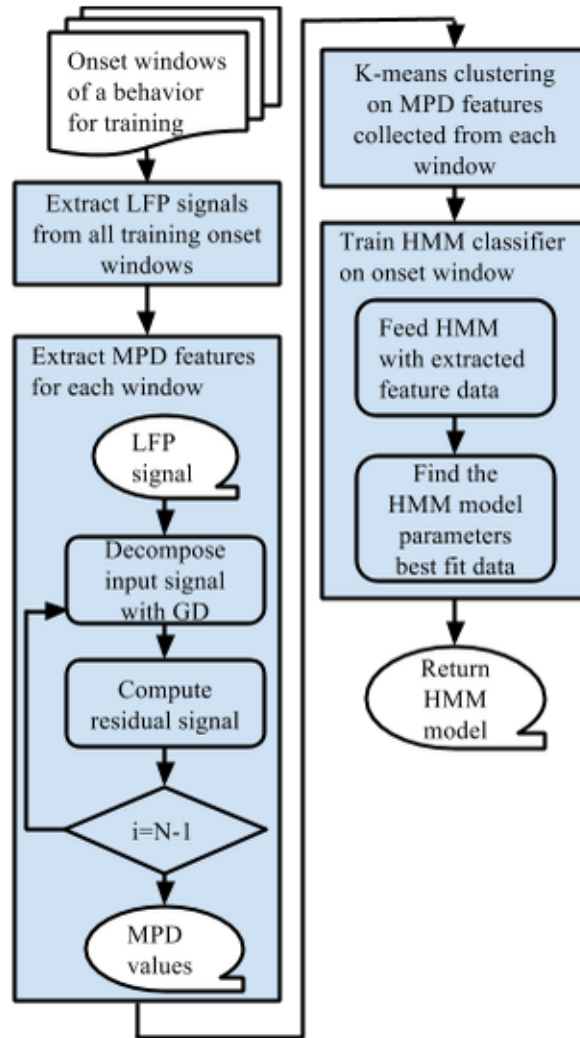 Onset windows
of a behavior
for training
Extract LFP signals
from all training onset
windows
Extract MPD features
for each window
LFP
signal
Decompose
input signal
with GD
Compute
residual signal
i=N-1
MPD
values
K-means clustering
on MPD features
collected from each
window
Train HMM classifier
on onset window
Feed HMM
with extracted
feature data
Find the
HMM model
parameters
best fit data
Return
HMM
model